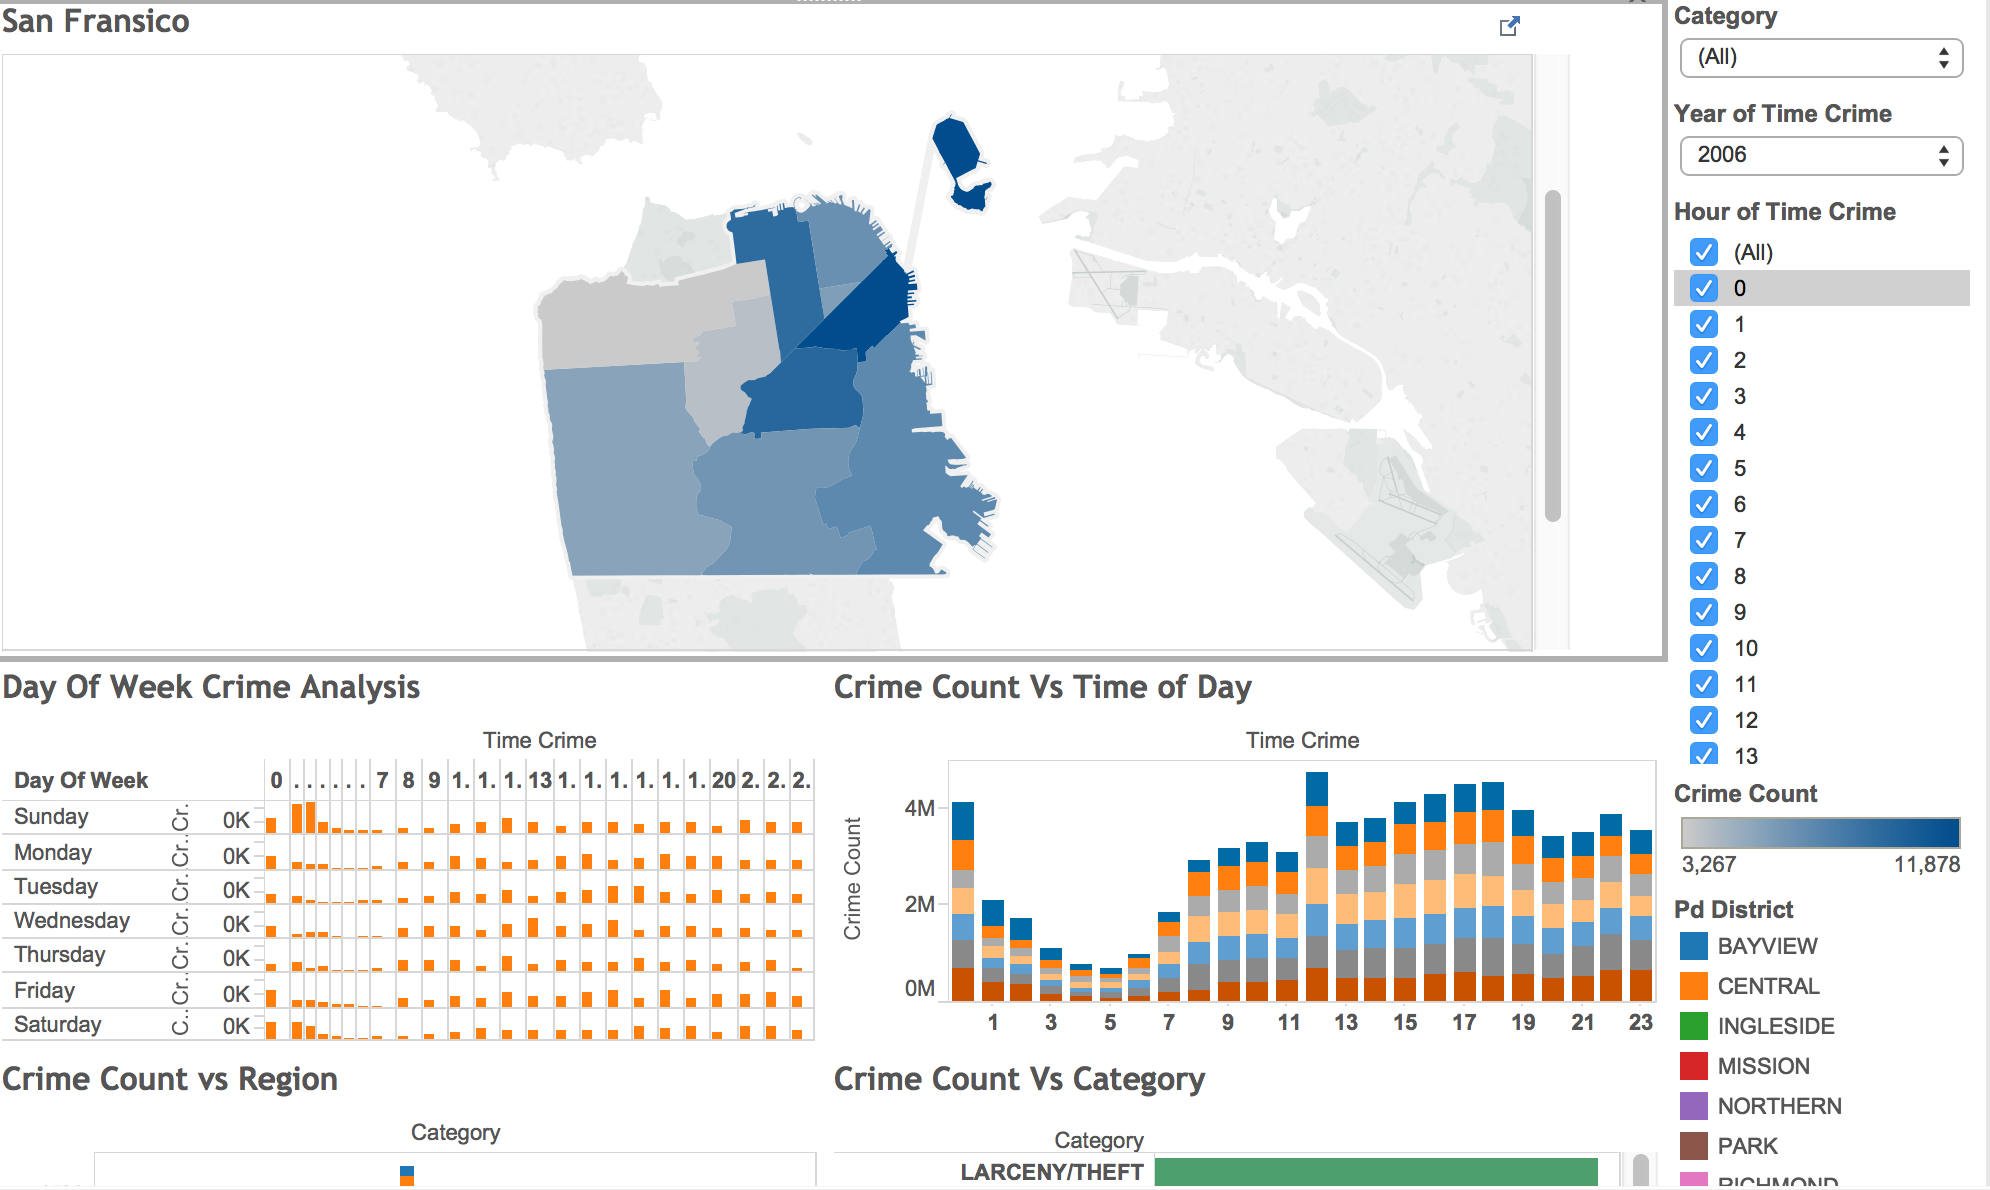 San Fransico
Category
(All)
Year of Time Crime
2006
Hour of Time Crime
(All)
0
1
2
3
4
5
6
7
8
9
10
11
12
13
Crime Count
3,267 11,878
Pd District
BAYVIEW
CENTRAL
INGLESIDE
MISSION
NORTHERN
PARK
RICHMOND
Day Of Week Crime Analysis
Time Crime
Day Of Week 0 . . . . . . 7 8 9 1. 1. 1. 13 1. 1. 1. 1. 1. 1. 20 2. 2. 2.
Sunday Cr. 0K
Monday Cr.. 0K
Tuesday Cr. 0K
Wednesday Cr. 0K
Thursday Cr. 0K
Friday Cr.. 0K
Saturday C.. 0K
Crime Count Vs Time of Day
Time Crime
Crime Count
4M
2M
0M
1 3 5 7 9 11 13 15 17 19 21 23
Crime Count vs Region
Category
Crime Count Vs Category
Category
LARCENY/THEFT